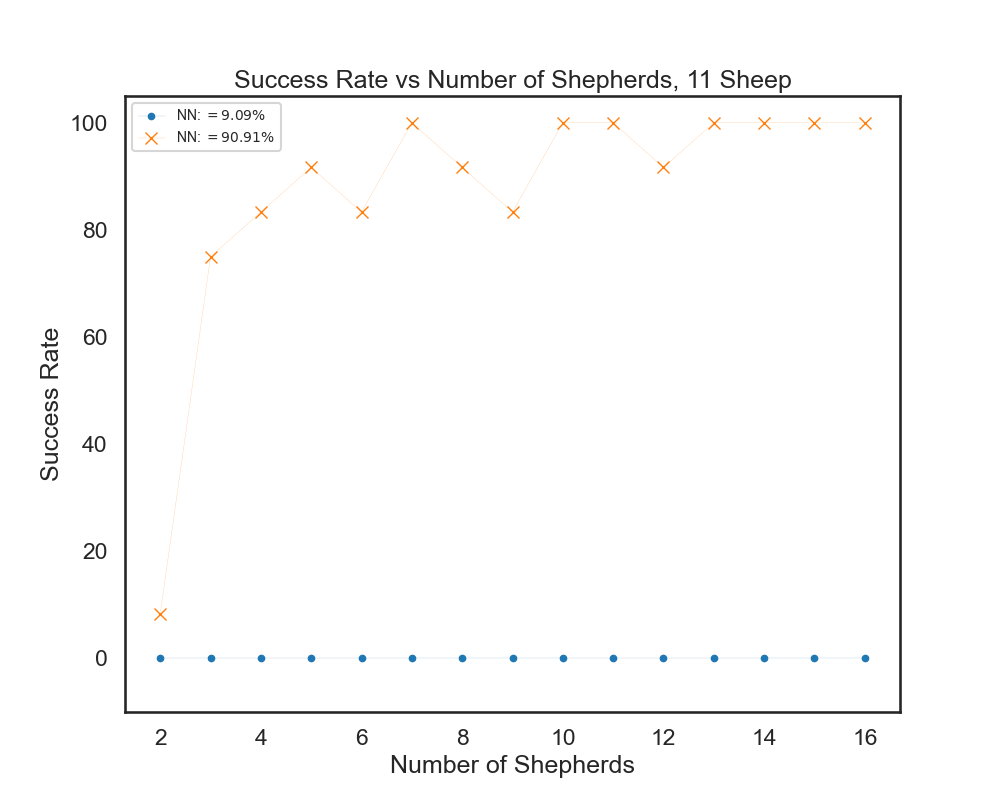 Success Rate vs Number of Shepherds, 11 Sheep
NN: =9.09%
NN: =90.91%
100
80
60
40
20
0
Success Rate
2 4 6 8 10 12 14 16
Number of Shepherds